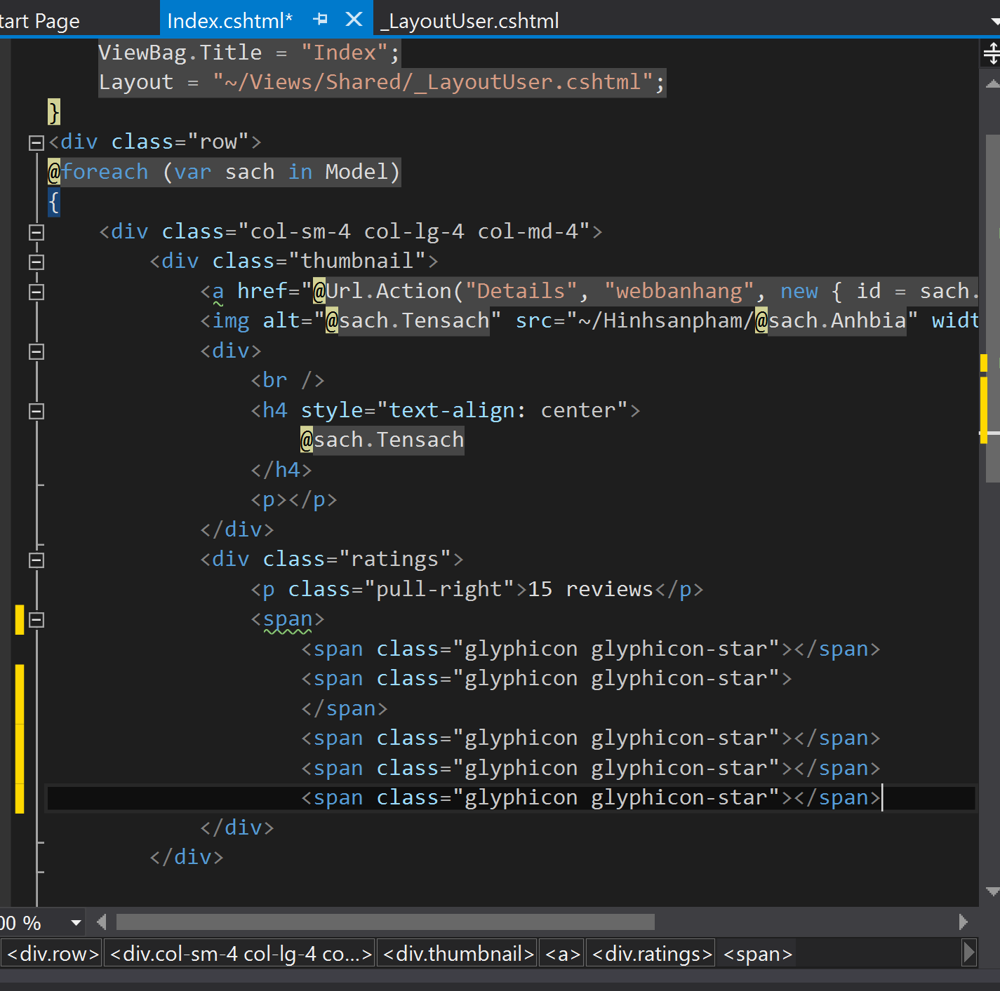 tart Page Index.cshtml* _LayoutUser.cshtml
ViewBag.Title = "Index";
Layout = "~/Views/Shared/_LayoutUser.cshtml";
}
<div class="row">
@foreach (var sach in Model)
{
<div class="col-sm-4 col-lg-4 col-md-4">
<div class="thumbnail">
<a href="@Url.Action("Details", "webbanhang", new { id = sach.
<img alt="@sach.Tensach" src="~/Hinhsanpham/@sach.Anhbia" widt
<div>
<br />
<h4 style="text-align: center">
@sach.Tensach
</h4>
<p></p>
</div>
<div class="ratings">
<p class="pull-right">15 reviews</p>
<span>
<span class="glyphicon glyphicon-star"></span>
<span class="glyphicon glyphicon-star">
</span>
<span class="glyphicon glyphicon-star"></span>
<span class="glyphicon glyphicon-star"></span>
<span class="glyphicon glyphicon-star"></span>
</div>
</div>
00 %
<div.row> <div.col-sm-4 col-lg-4 co...> <div.thumbnail> <a> <div.ratings> <span>